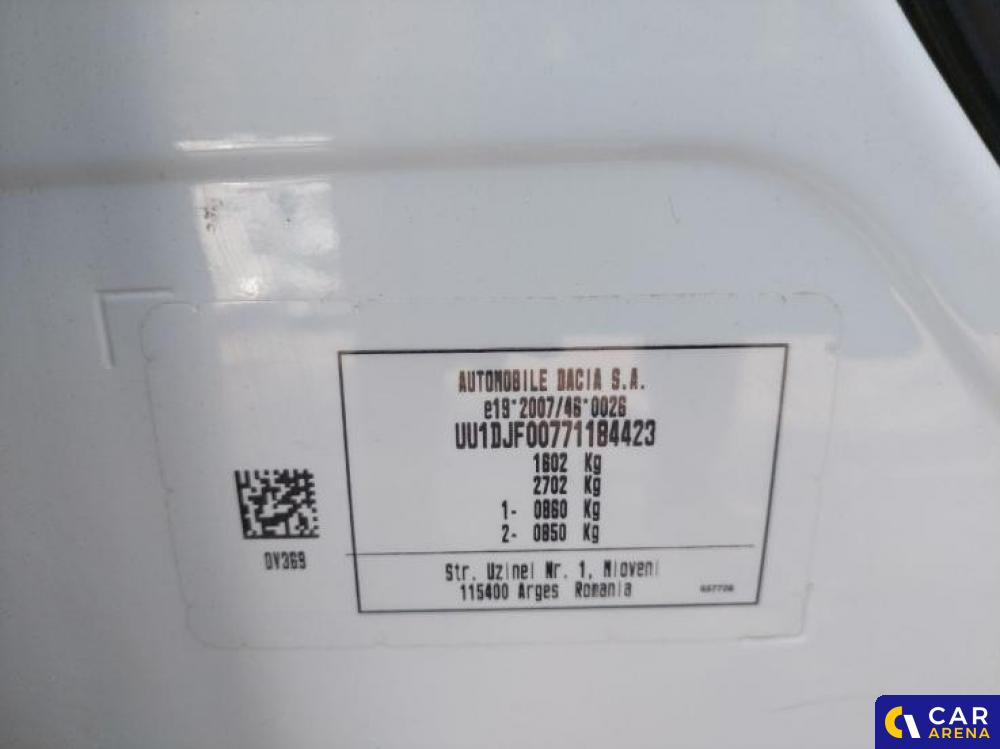 AUTOMOBILE DACIA S.A.
e19*2007/46*0026
UU1DJF00771184423
1602 Kg
2702 Kg
1- 0860 Kg
2- 0850 Kg
DV369
Str. Uzinei Nr. 1, Mioveni
115400 Arges Romania
CAR
ARENA